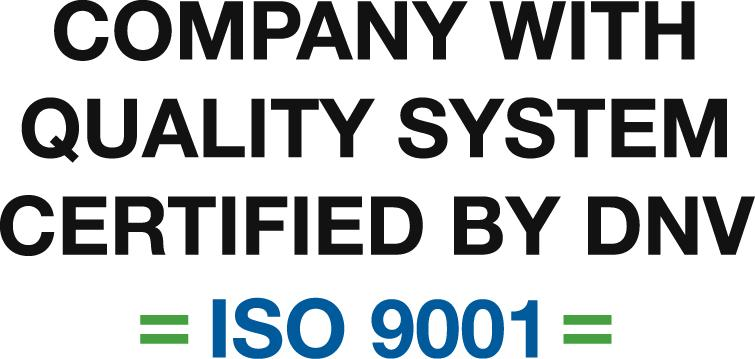 COMPANY WITH
QUALITY SYSTEM
CERTIFIED BY DNV
= ISO 9001 =